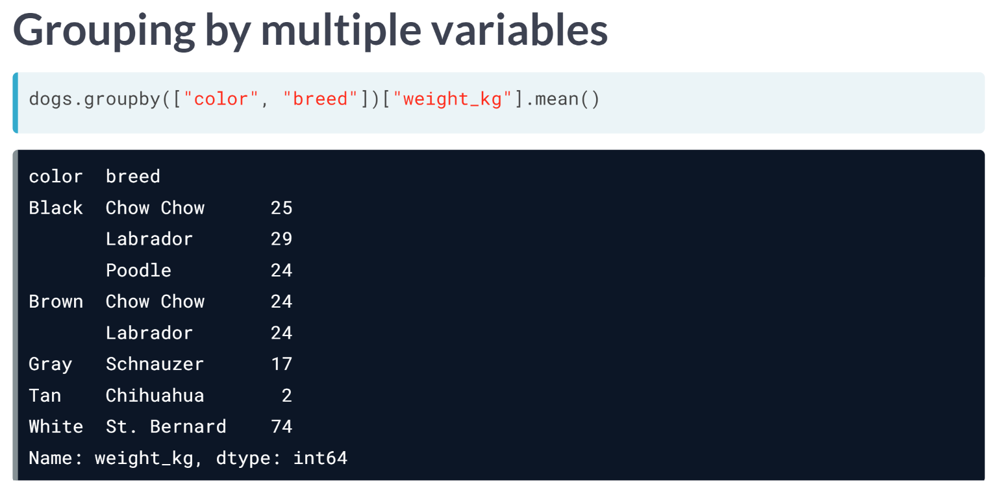 Grouping by multiple variables
dogs.groupby(["color", "breed"])["weight_kg"].mean()
color  breed
Black  Chow Chow      25
       Labrador       29
       Poodle         24
Brown  Chow Chow      24
       Labrador       24
Gray   Schnauzer      17
Tan    Chihuahua       2
White  St. Bernard    74
Name: weight_kg, dtype: int64